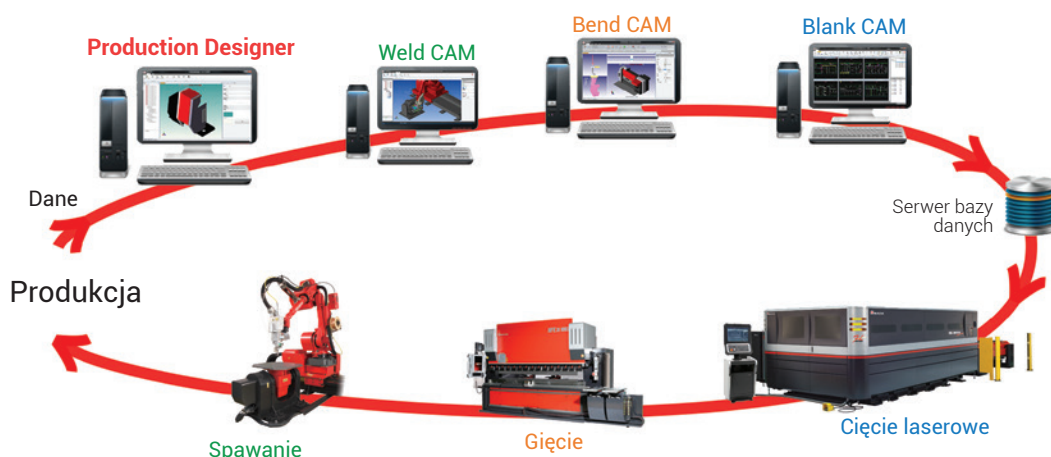 Production Designer
Weld CAM
Bend CAM
Blank CAM
Dane
Serwer bazy
danych
Produkcja
Spawanie
Gięcie
Cięcie laserowe